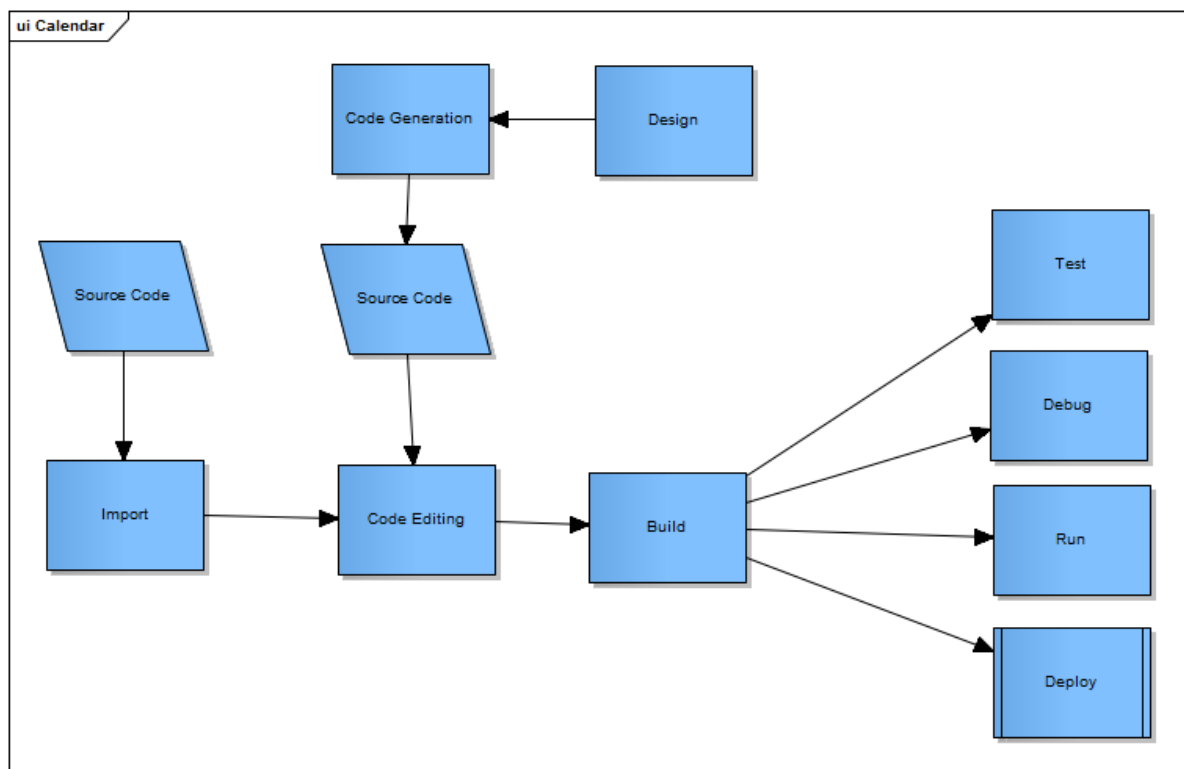 ui Calendar
Code Generation
Design
Source Code
Source Code
Test
Debug
Import
Code Editing
Build
Run
Deploy